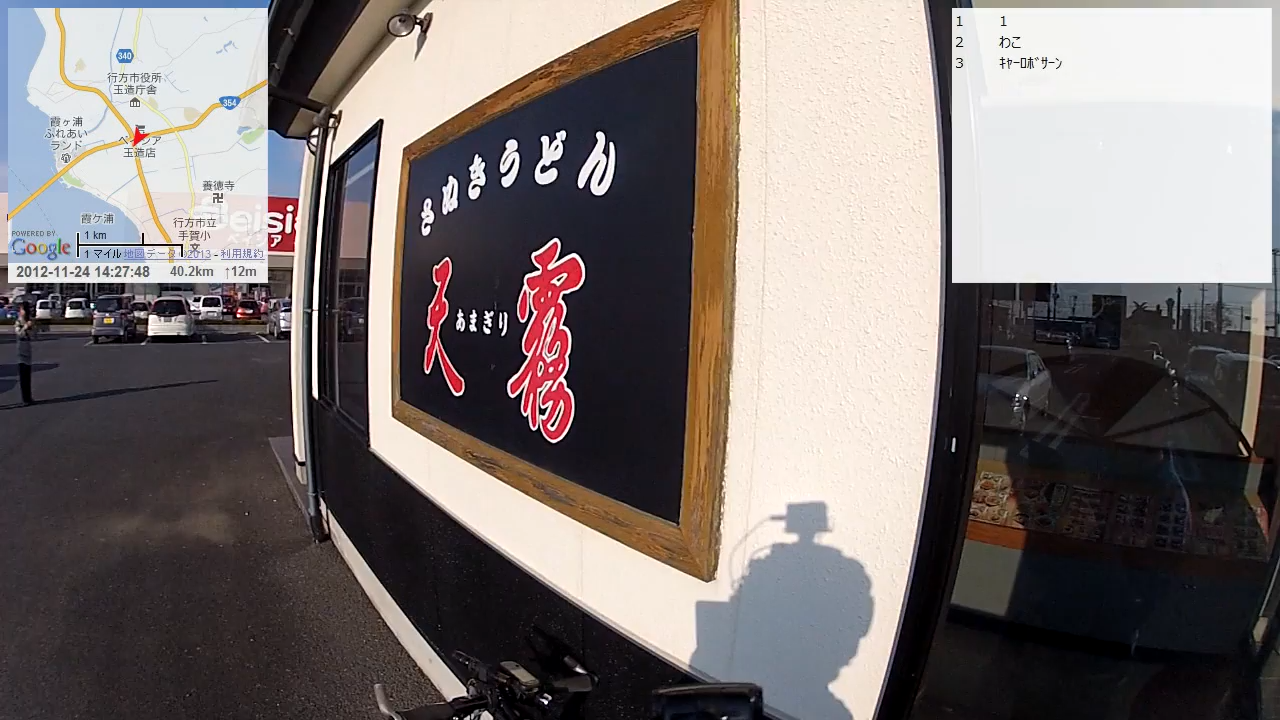 340
行方市役所
玉造庁舎
354
霞ヶ浦
ふれあい
ランド
ベイシア
玉造店
養徳寺
霞ケ浦
行方市立
手賀小
POWERED BY
Google
1 km
1 マイル
地図データ ©2013 - 利用規約
2012-11-24 14:27:48 40.2km ↑12m
Beisia
ア
さぬきうどん
天霧
あまぎり
1 1
2 わこ
3 ｷｬｰﾛﾎﾞｻｰﾝ